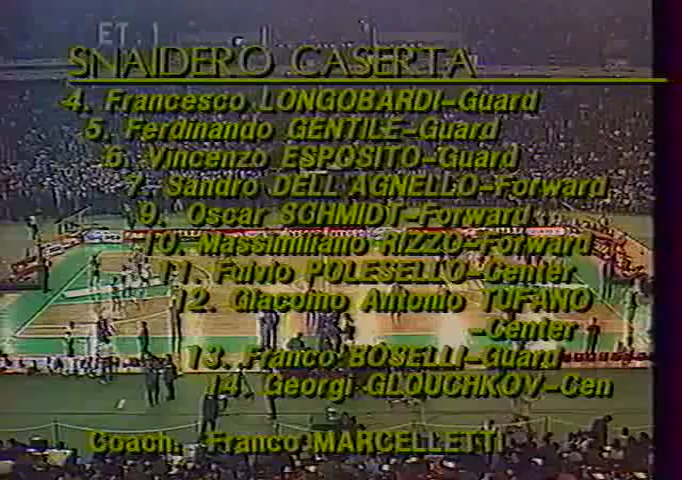 ET. 1
SNAIDERO CASERTA
4. Francesco LONGOBARDI-Guard
5. Ferdinando GENTILE-Guard
6. Vincenzo ESPOSITO-Guard
7. Sandro DELL'AGNELLO-Forward
9. Oscar SCHMIDT-Forward
10. Massimiliano RIZZO-Forward
11. Fulvio POLESELLO-Center
12. Giacomo Antonio TUFANO
-Center
13. Franco BOSELLI-Guard
14. Georgi GLOUCHKOV-Cen
Coach. Franco MARCELLETTI